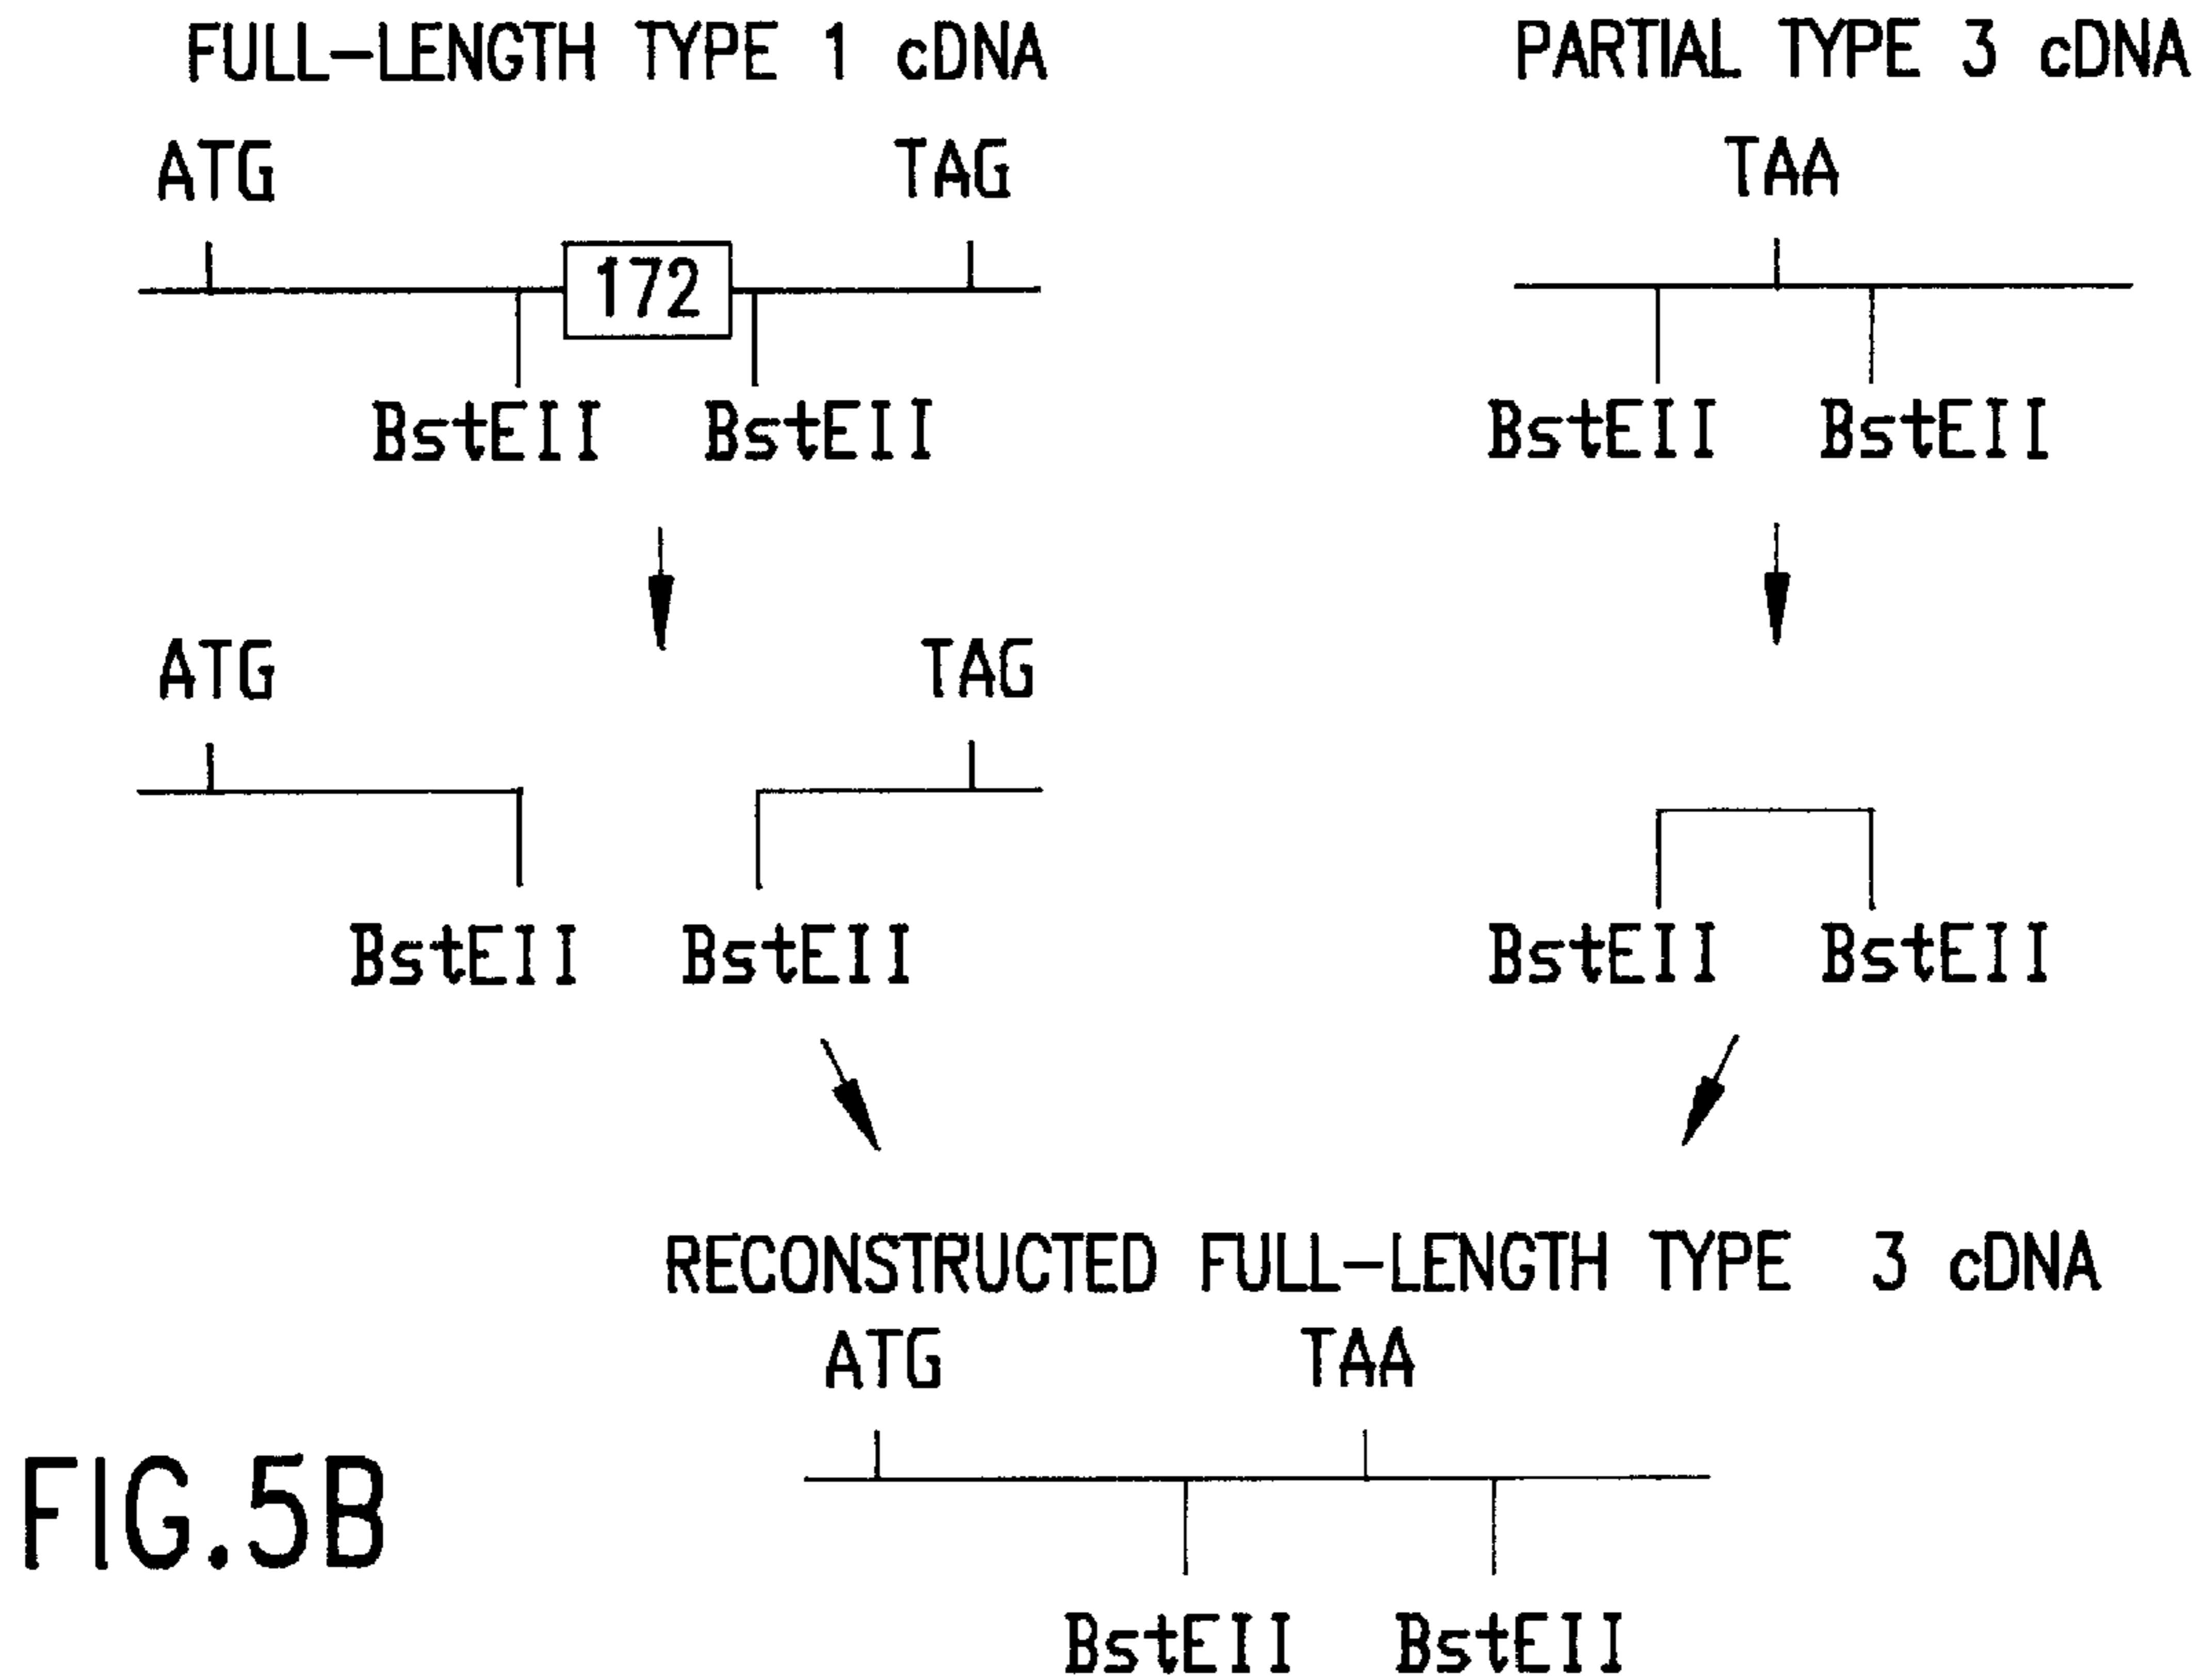 FULL-LENGTH TYPE 1 cDNA
PARTIAL TYPE 3 cDNA
ATG
TAG
TAA
172
BstEII
BstEII
BstEII
BstEII
ATG
TAG
BstEII
BstEII
BstEII
BstEII
RECONSTRUCTED FULL-LENGTH TYPE 3 cDNA
ATG
TAA
BstEII
BstEII
FIG.5B